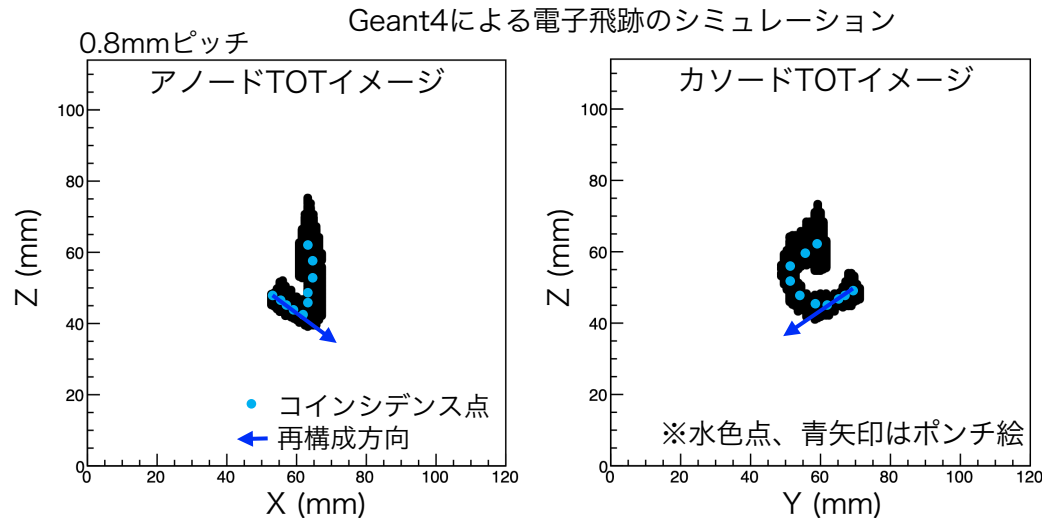 Geant4による電子飛跡のシミュレーション
0.8mmピッチ
アノードTOTイメージ
カソードTOTイメージ
100
80
60
40
20
0
0 20 40 60 80 100 120
Z (mm)
X (mm)
コインシデンス点
再構成方向
100
80
60
40
20
0
0 20 40 60 80 100 120
Z (mm)
Y (mm)
※水色点、青矢印はポンチ絵